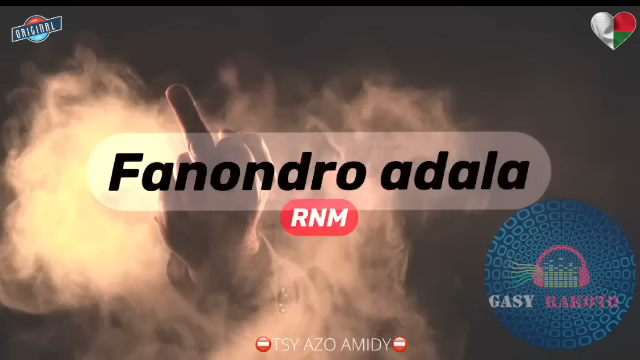 ORIGINAL
Fanondro adala
RNM
GASY RAKOTO
TSY AZO AMIDY